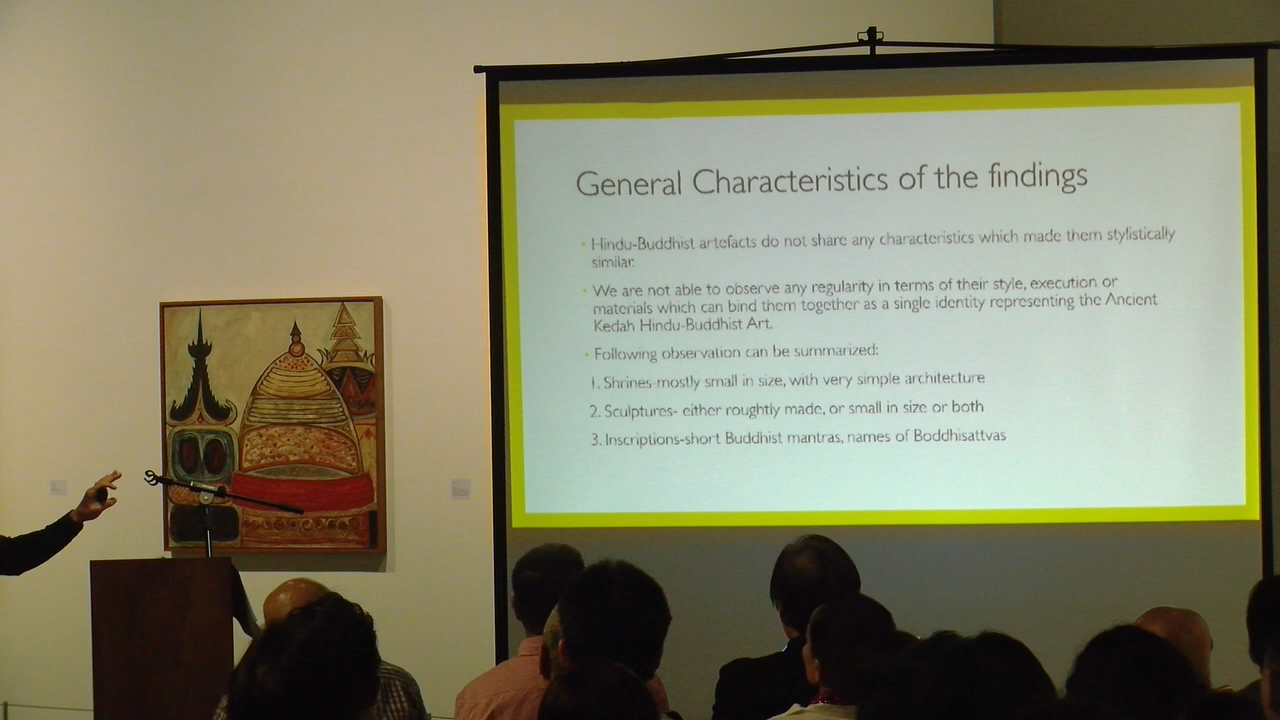 General Characteristics of the findings
Hindu-Buddhist artefacts do not share any characteristics which made them stylistically
similar.
We are not able to observe any regularity in terms of their style, execution or
materials which can bind them together as a single identity representing the Ancient
Kedah Hindu-Buddhist Art.
Following observation can be summarized:
1. Shrines-mostly small in size, with very simple architecture
2. Sculptures- either roughtly made, or small in size or both
3. Inscriptions-short Buddhist mantras, names of Boddhisattvas